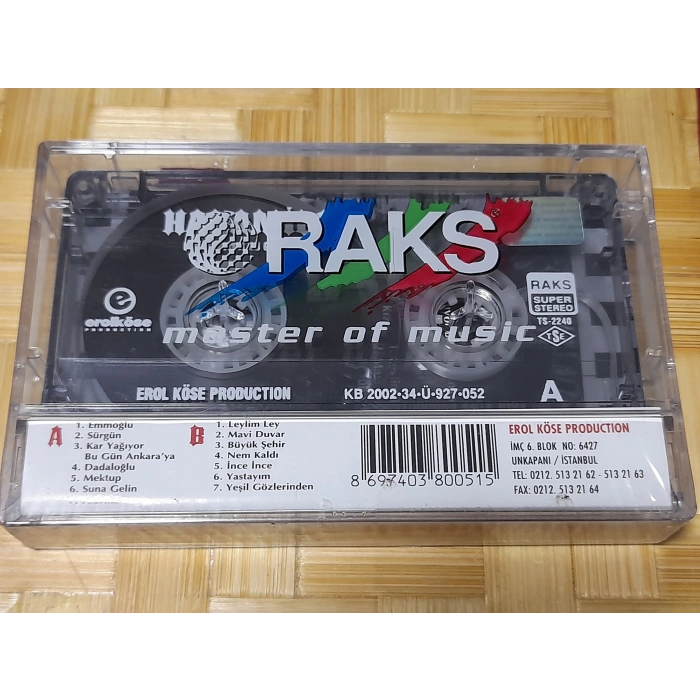 RAKS
master of music
erolköse
PRODUCTION
RAKS
SUPER
STEREO
TS-2240
TSE
EROL KÖSE PRODUCTION
KB 2002•34•Ü•927•052
A
A
1. Emmoğlu
2. Sürgün
3. Kar Yağıyor
Bu Gün Ankara'ya
4. Dadaloğlu
5. Mektup
6. Suna Gelin
B
1. Leylim Ley
2. Mavi Duvar
3. Büyük Şehir
4. Nem Kaldı
5. İnce İnce
6. Yastayım
7. Yeşil Gözlerinden
8 697403 800515
EROL KÖSE PRODUCTION
İMÇ 6. BLOK NO: 6427
UNKAPANI / İSTANBUL
TEL: 0212. 513 21 62 - 513 21 63
FAX: 0212. 513 21 64